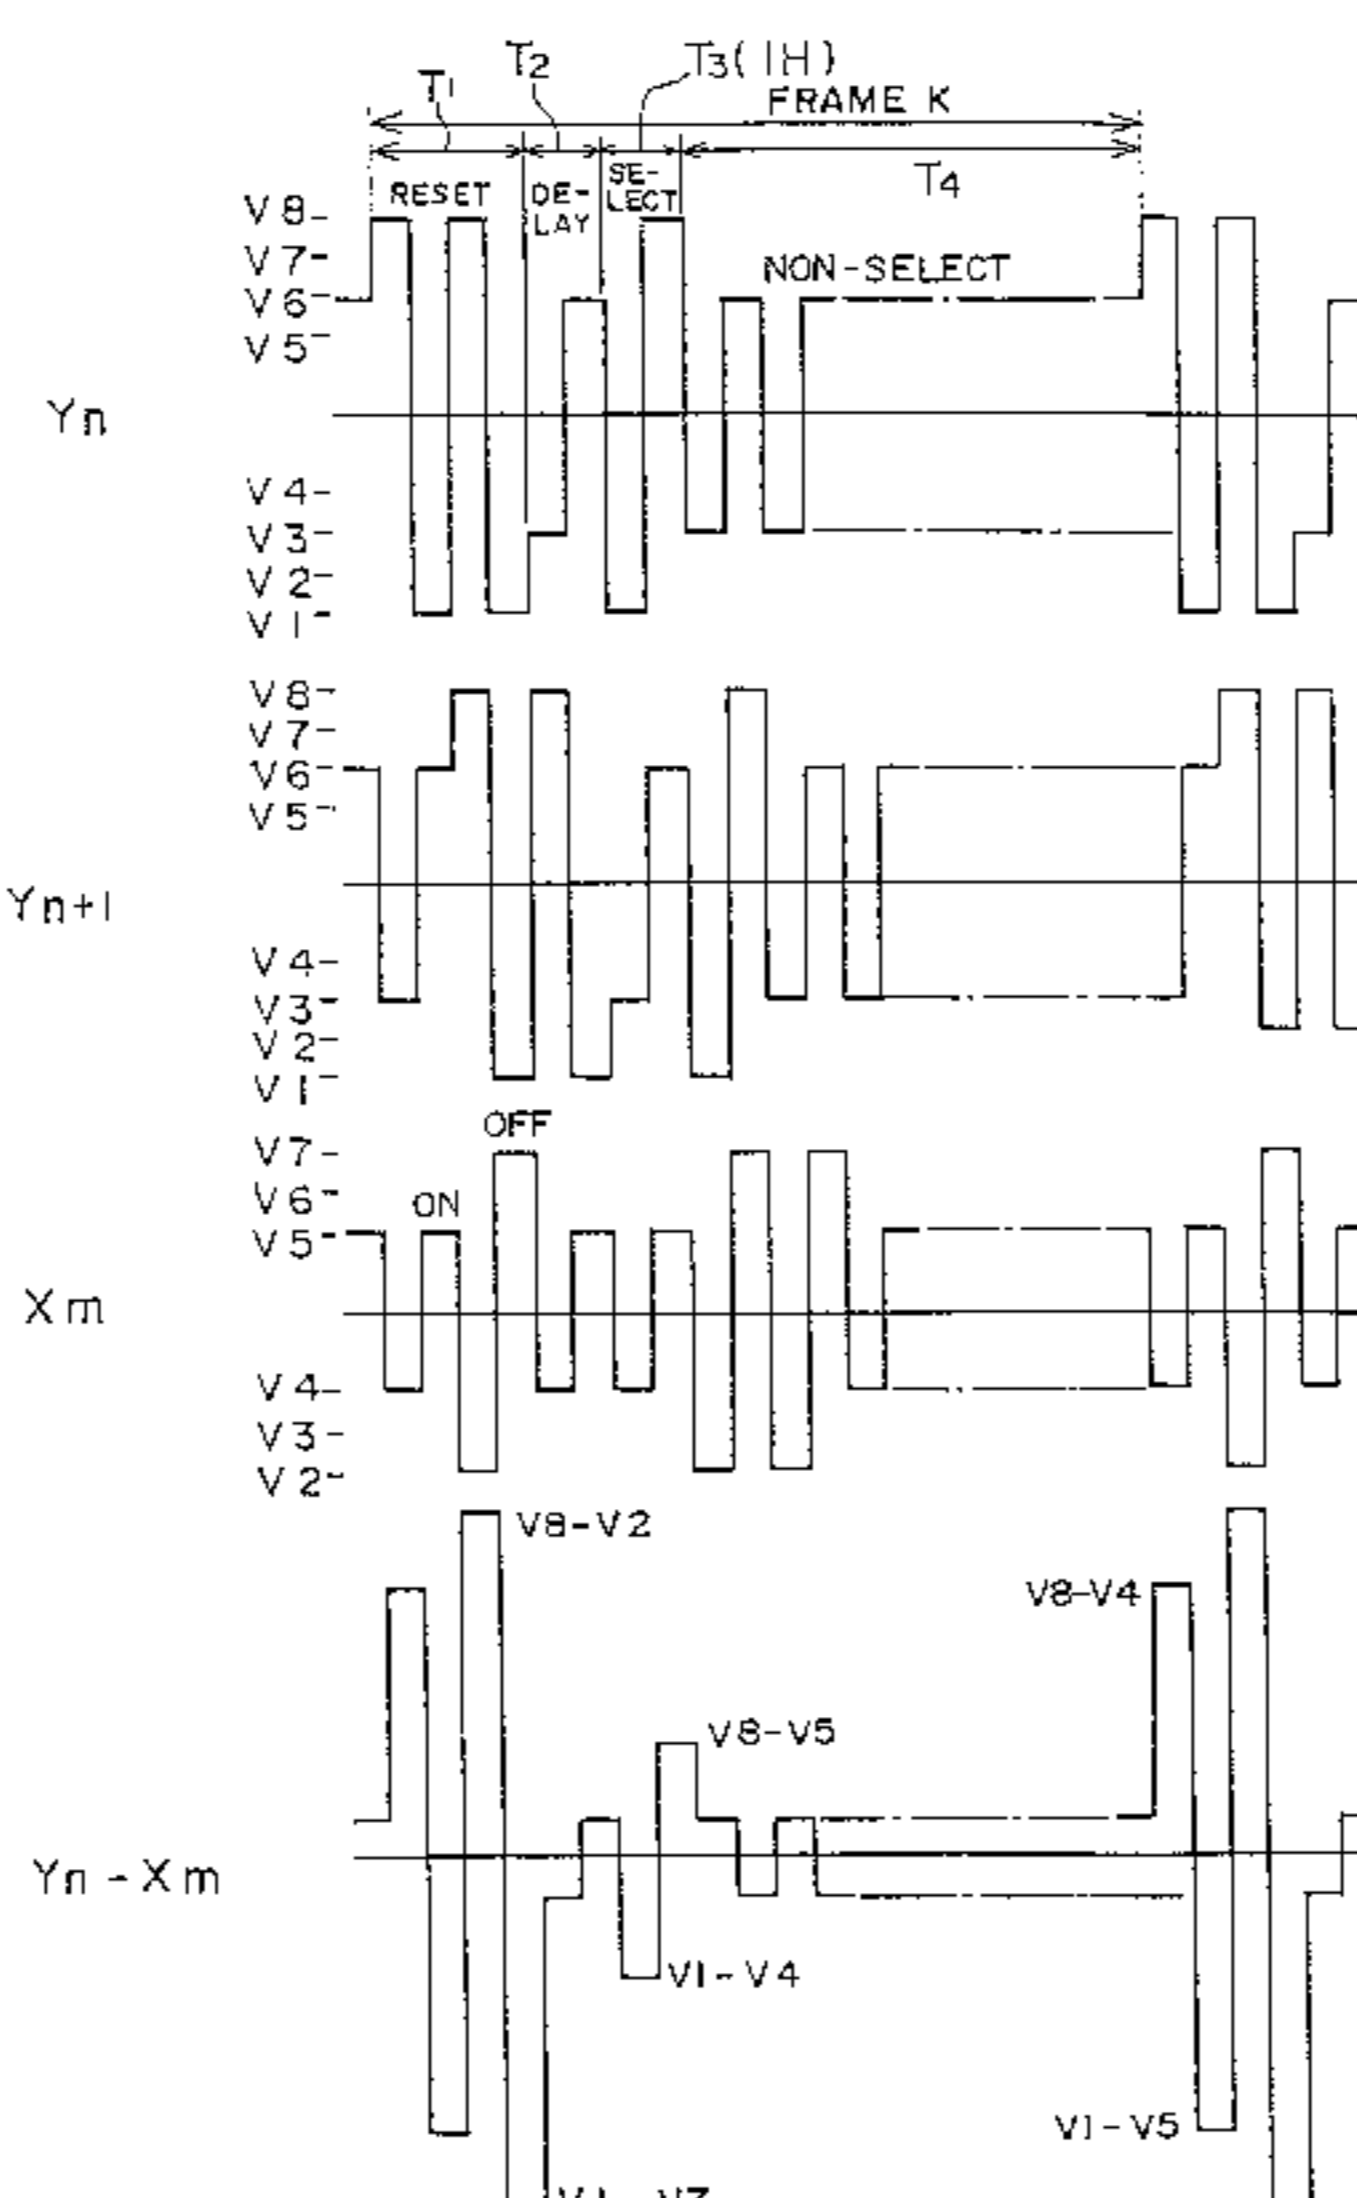 T1 T2 T3(1H)
FRAME K
RESET DE-LAY SE-LECT T4
NON-SELECT
V8
V7
V6
V5
Yn
V4
V3
V2
V1
V8
V7
V6
V5
Yn+1
V4
V3
V2
V1
OFF
V7
ON
V6
V5
Xm
V4
V3
V2
V8-V2
V8-V4
V8-V5
Yn-Xm
V1-V4
V1-V5